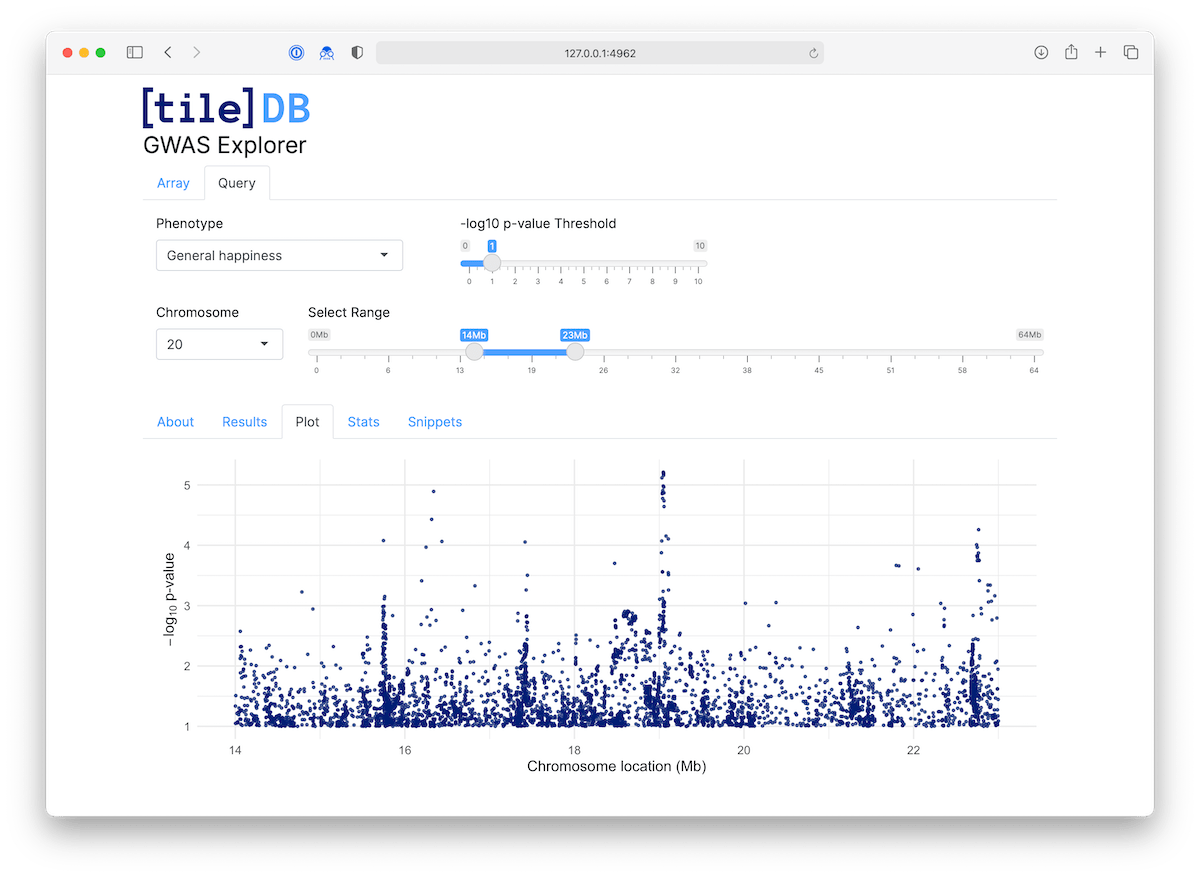 127.0.0.1:4962
[tile]DB
GWAS Explorer
Array Query
Phenotype -log10 p-value Threshold
0 1 10
General happiness
0 1 2 3 4 5 6 7 8 9 10
Chromosome Select Range
0Mb 14Mb 23Mb 64Mb
20
0 6 13 19 26 32 38 45 51 58 64
About Results Plot Stats Snippets
5
4
3
2
1
−log10 p-value
14 16 18 20 22
Chromosome location (Mb)